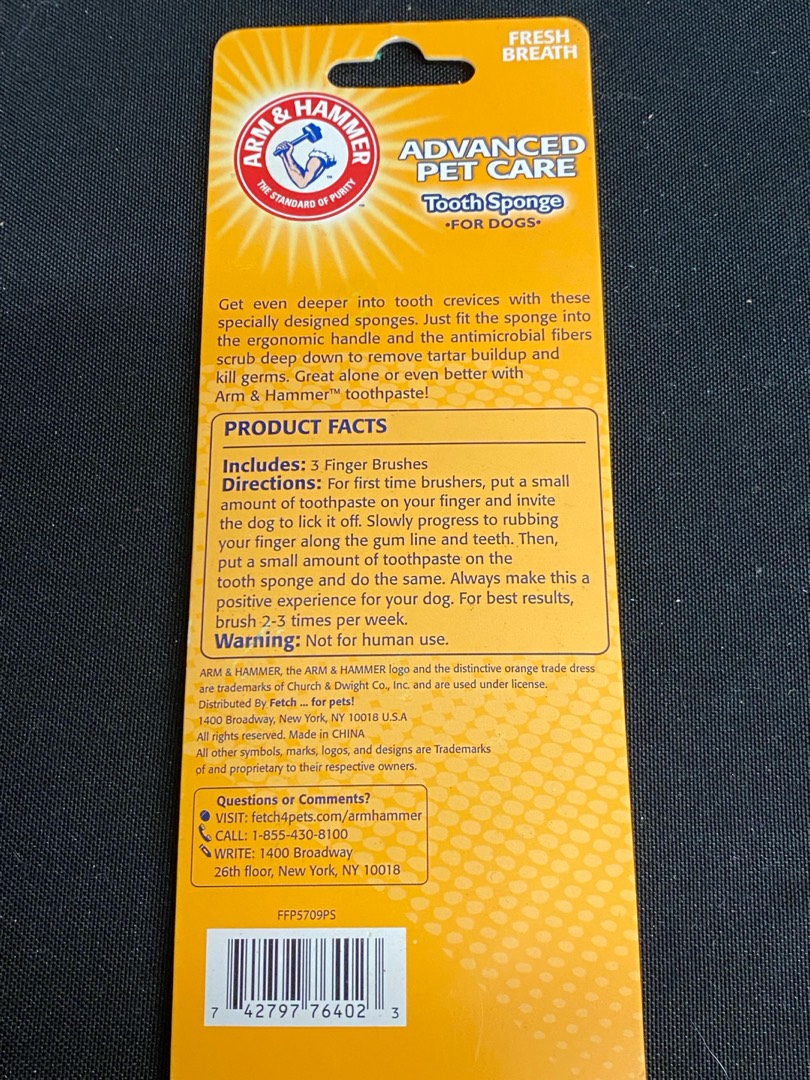 FRESH
BREATH
ARM & HAMMER
THE STANDARD OF PURITY
ADVANCED
PET CARE
Tooth Sponge
•FOR DOGS•
Get even deeper into tooth crevices with these
specially designed sponges. Just fit the sponge into
the ergonomic handle and the antimicrobial fibers
scrub deep down to remove tartar buildup and
kill germs. Great alone or even better with
Arm & Hammer™ toothpaste!
PRODUCT FACTS
Includes: 3 Finger Brushes
Directions: For first time brushers, put a small
amount of toothpaste on your finger and invite
the dog to lick it off. Slowly progress to rubbing
your finger along the gum line and teeth. Then,
put a small amount of toothpaste on the
tooth sponge and do the same. Always make this a
positive experience for your dog. For best results,
brush 2-3 times per week.
Warning: Not for human use.
ARM & HAMMER, the ARM & HAMMER logo and the distinctive orange trade dress
are trademarks of Church & Dwight Co., Inc. and are used under license.
Distributed By Fetch ... for pets!
1400 Broadway, New York, NY 10018 U.S.A
All rights reserved. Made in CHINA
All other symbols, marks, logos, and designs are Trademarks
of and proprietary to their respective owners.
Questions or Comments?
VISIT: fetch4pets.com/armhammer
CALL: 1-855-430-8100
WRITE: 1400 Broadway
26th floor, New York, NY 10018
FFP5709PS
7 42797 76402 3